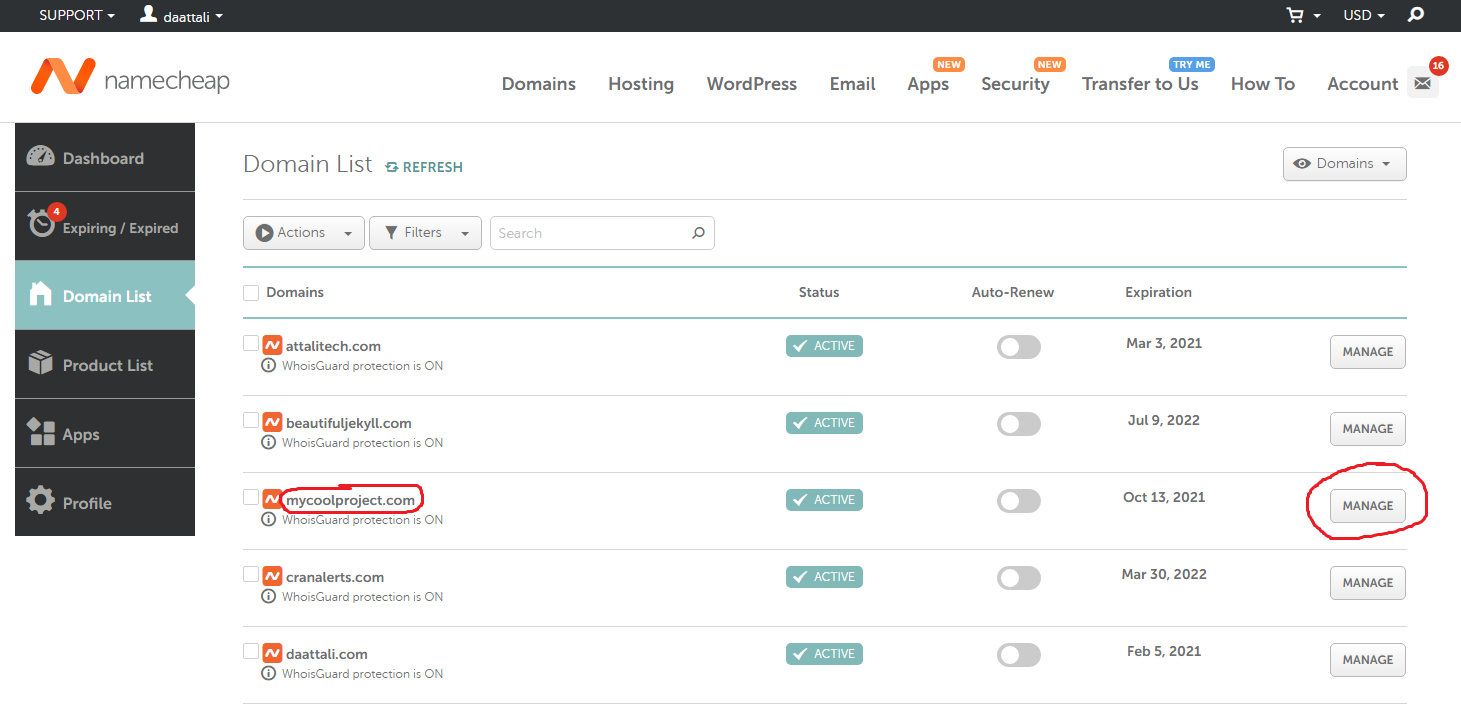 SUPPORT daattali USD
namecheap
NEW NEW TRY ME 16
Domains Hosting WordPress Email Apps Security Transfer to Us How To Account
Dashboard
4
Expiring / Expired
Domain List
Product List
Apps
Profile
Domain List REFRESH Domains
Actions Filters Search
Domains Status Auto-Renew Expiration
attalitech.com ACTIVE Mar 3, 2021 MANAGE
WhoisGuard protection is ON
beautifuljekyll.com ACTIVE Jul 9, 2022 MANAGE
WhoisGuard protection is ON
mycoolproject.com ACTIVE Oct 13, 2021 MANAGE
WhoisGuard protection is ON
cranalerts.com ACTIVE Mar 30, 2022 MANAGE
WhoisGuard protection is ON
daattali.com ACTIVE Feb 5, 2021 MANAGE
WhoisGuard protection is ON